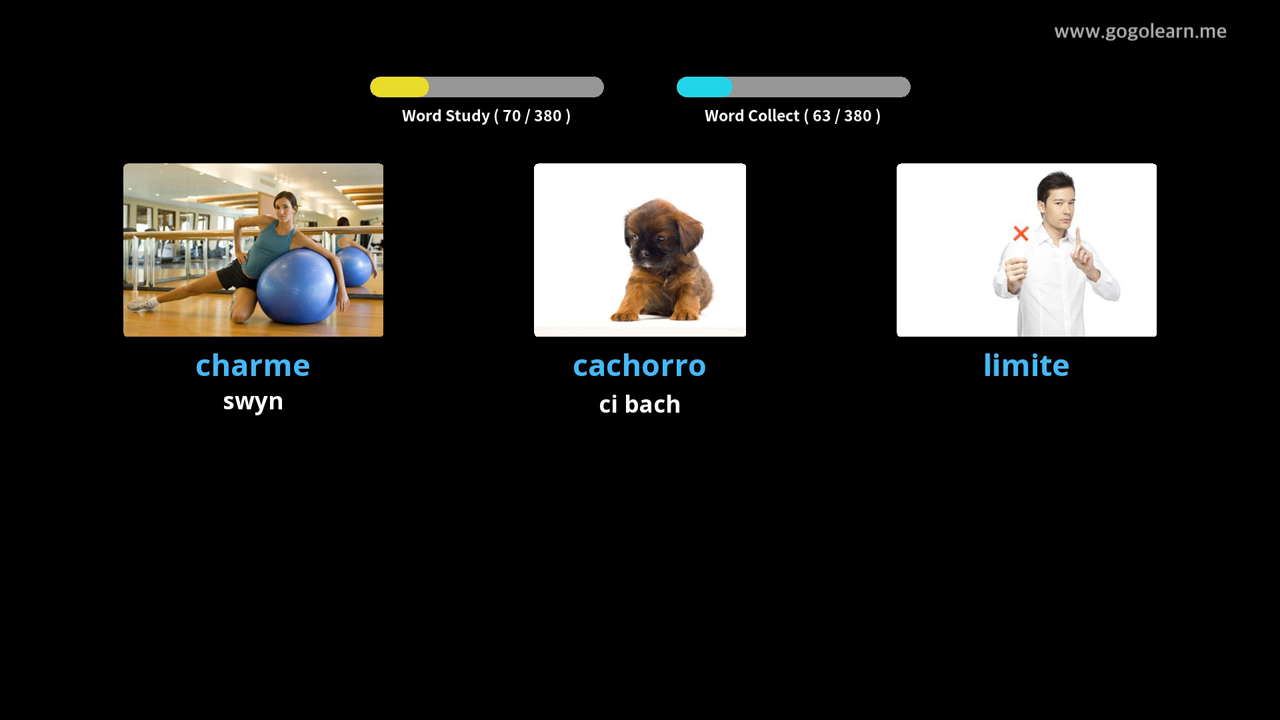 www.gogolearn.me
Word Study ( 70 / 380 )
Word Collect ( 63 / 380 )
charme
swyn
cachorro
ci bach
limite